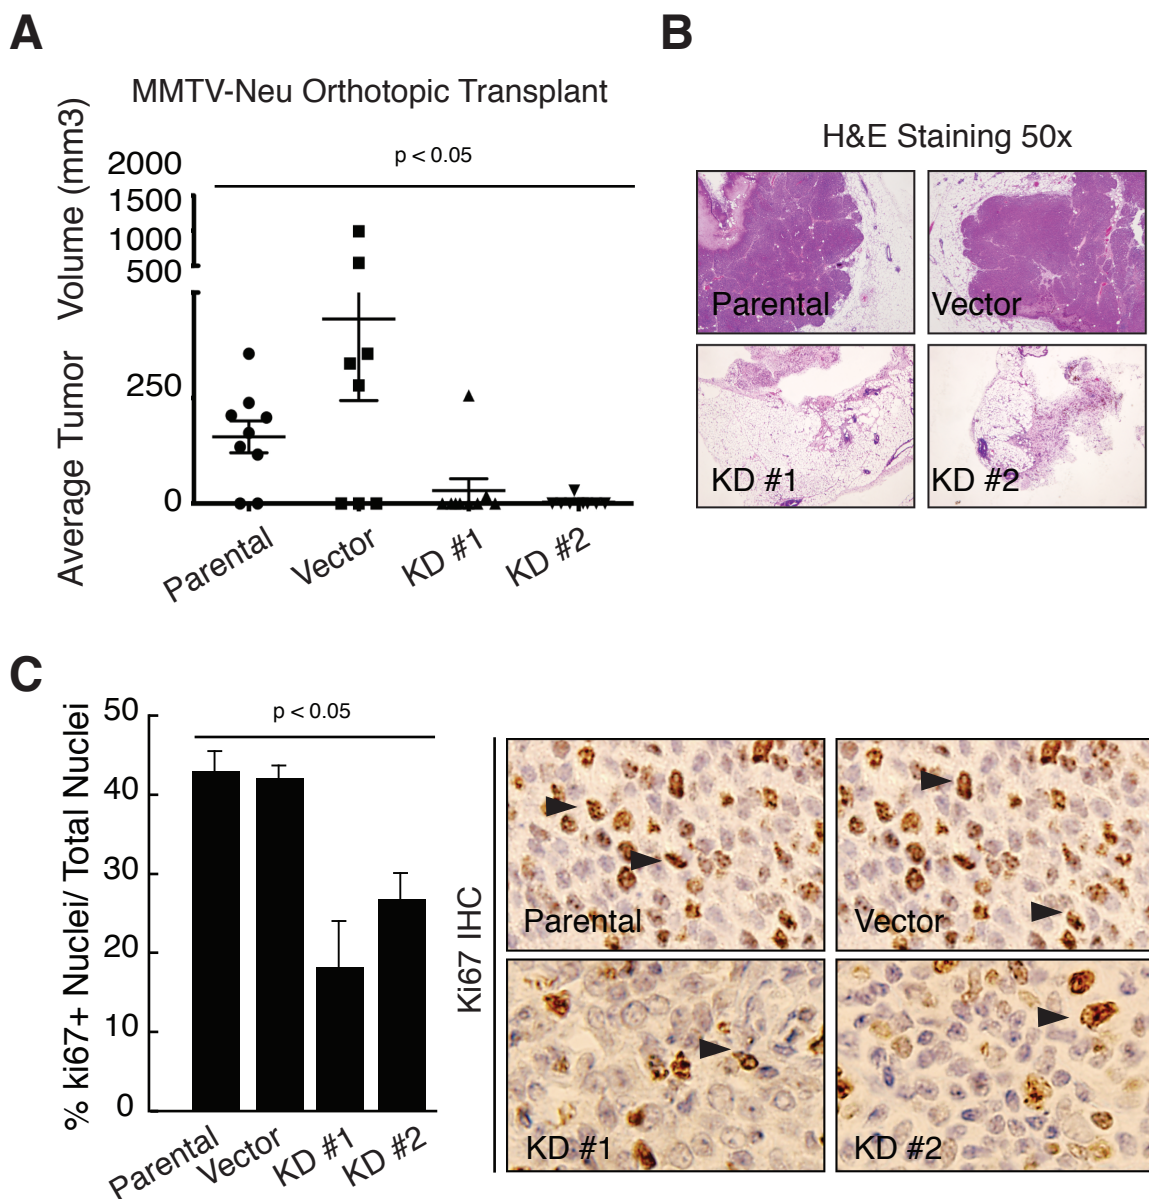 A
MMTV-Neu Orthotopic Transplant
Average Tumor Volume (mm3)
p < 0.05
2000
1500
1000
500
250
0
Parental
Vector
KD #1
KD #2
B
H&E Staining 50x
Parental
Vector
KD #1
KD #2
C
% ki67+ Nuclei/ Total Nuclei
p < 0.05
50
40
30
20
10
0
Parental
Vector
KD #1
KD #2
Ki67 IHC
Parental
Vector
KD #1
KD #2